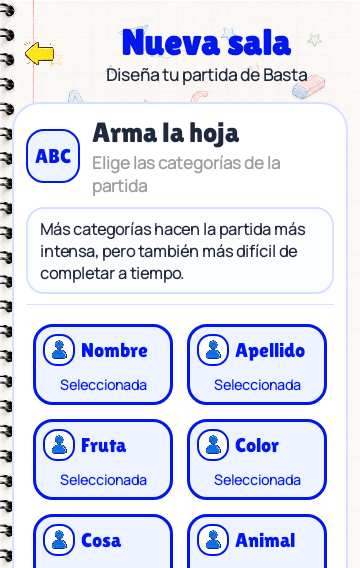 Nueva sala
Diseña tu partida de Basta
ABC
Arma la hoja
Elige las categorías de la
partida
Más categorías hacen la partida más
intensa, pero también más difícil de
completar a tiempo.
Nombre
Seleccionada
Apellido
Seleccionada
Fruta
Seleccionada
Color
Seleccionada
Cosa
Animal